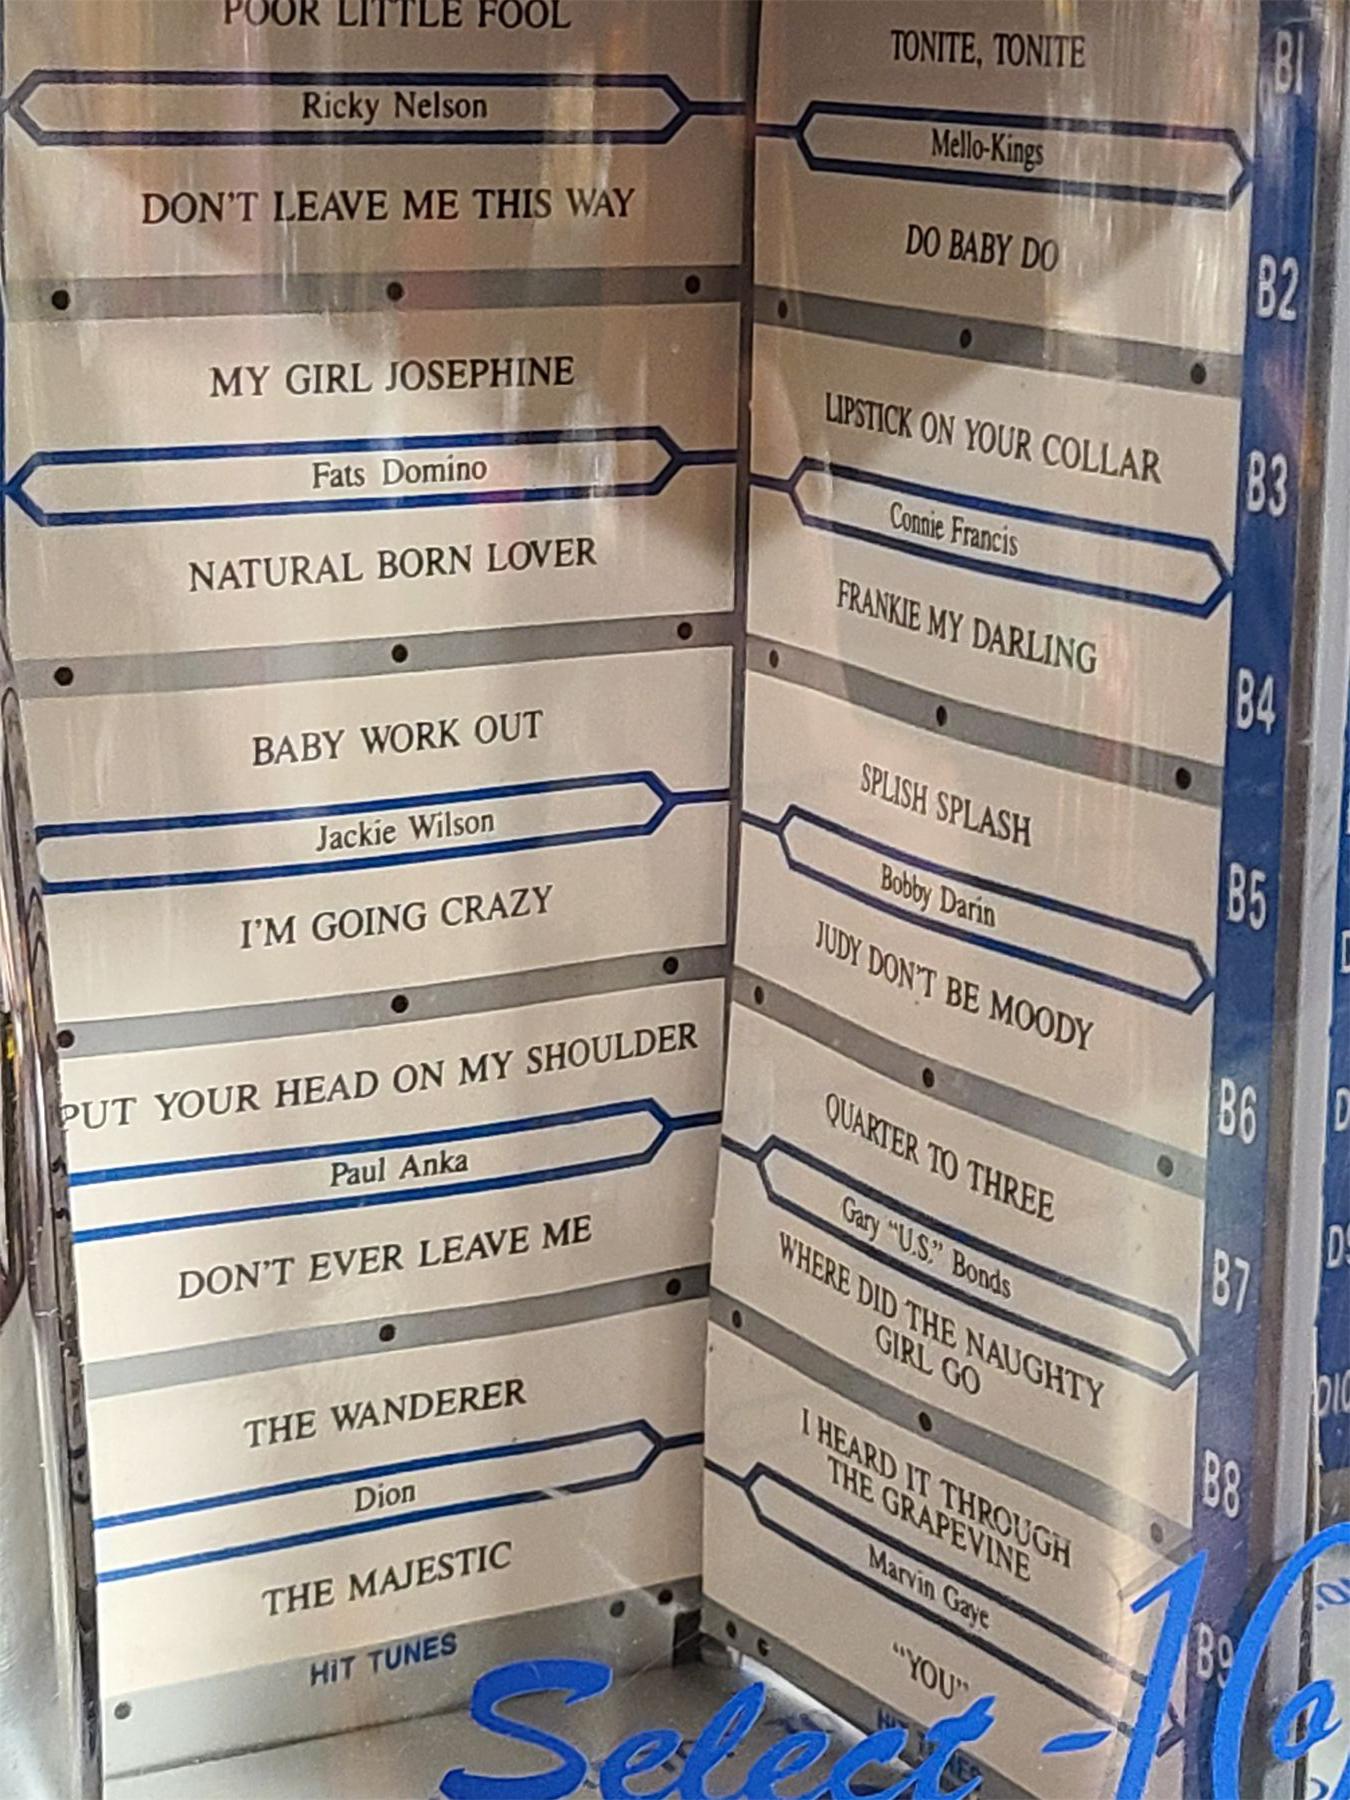 POOR LITTLE FOOL
Ricky Nelson
DON'T LEAVE ME THIS WAY
MY GIRL JOSEPHINE
Fats Domino
NATURAL BORN LOVER
BABY WORK OUT
Jackie Wilson
I'M GOING CRAZY
PUT YOUR HEAD ON MY SHOULDER
Paul Anka
DON'T EVER LEAVE ME
THE WANDERER
Dion
THE MAJESTIC
HiT TUNES
TONITE, TONITE
Mello-Kings
DO BABY DO
LIPSTICK ON YOUR COLLAR
Connie Francis
FRANKIE MY DARLING
SPLISH SPLASH
Bobby Darin
JUDY DON'T BE MOODY
QUARTER TO THREE
Gary "U.S." Bonds
WHERE DID THE NAUGHTY
GIRL GO
I HEARD IT THROUGH
THE GRAPEVINE
Marvin Gaye
"YOU"
B1
B2
B3
B4
B5
B6
B7
B8
B9
Select -